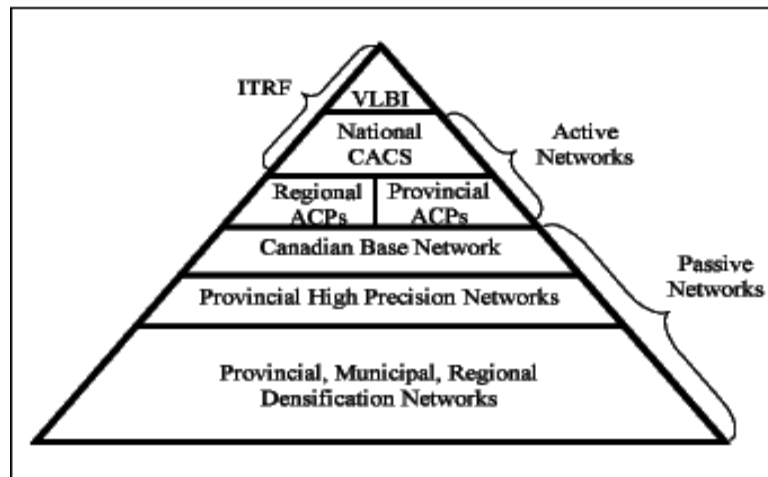 ITRF
VLBI
National
CACS
Active
Networks
Regional
ACPs
Provincial
ACPs
Canadian Base Network
Passive
Networks
Provincial High Precision Networks
Provincial, Municipal, Regional
Densification Networks